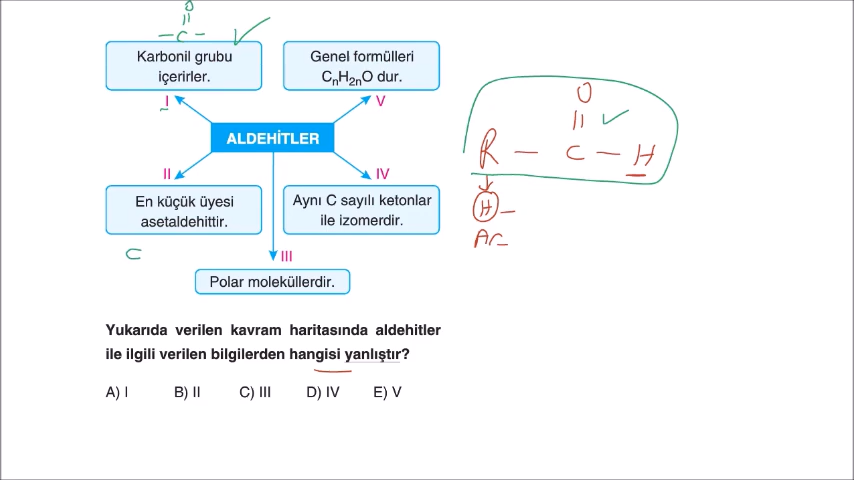 O
=
– C –
Karbonil grubu
içerirler.
Genel formülleri
CnH2nO dur.
I
V
ALDEHİTLER
II
IV
En küçük üyesi
asetaldehittir.
Aynı C sayılı ketonlar
ile izomerdir.
C
III
Polar moleküllerdir.
Yukarıda verilen kavram haritasında aldehitler
ile ilgili verilen bilgilerden hangisi yanlıştır?
A) I B) II C) III D) IV E) V
O
R – C – H
H –
Ar